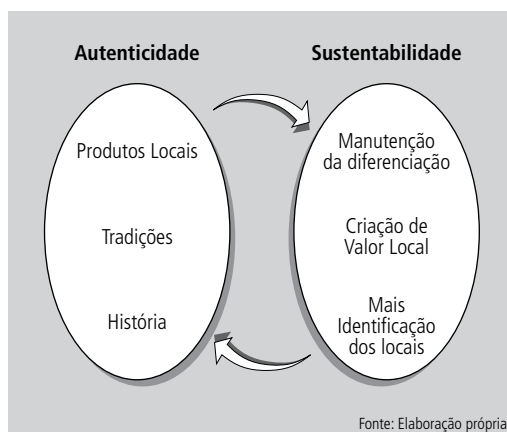 Autenticidade
Produtos Locais
Tradições
História
Sustentabilidade
Manutenção
da diferenciação
Criação de
Valor Local
Mais
Identificação
dos locais
Fonte: Elaboração própria